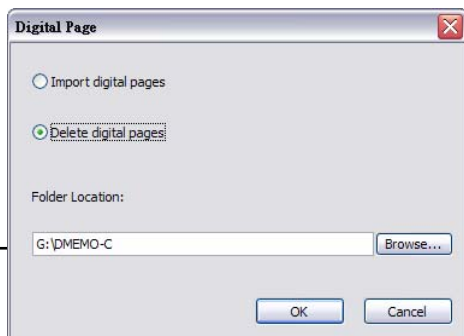 Digital Page
Import digital pages
Delete digital pages
Folder Location:
G:\DMEMO-C
Browse...
OK
Cancel